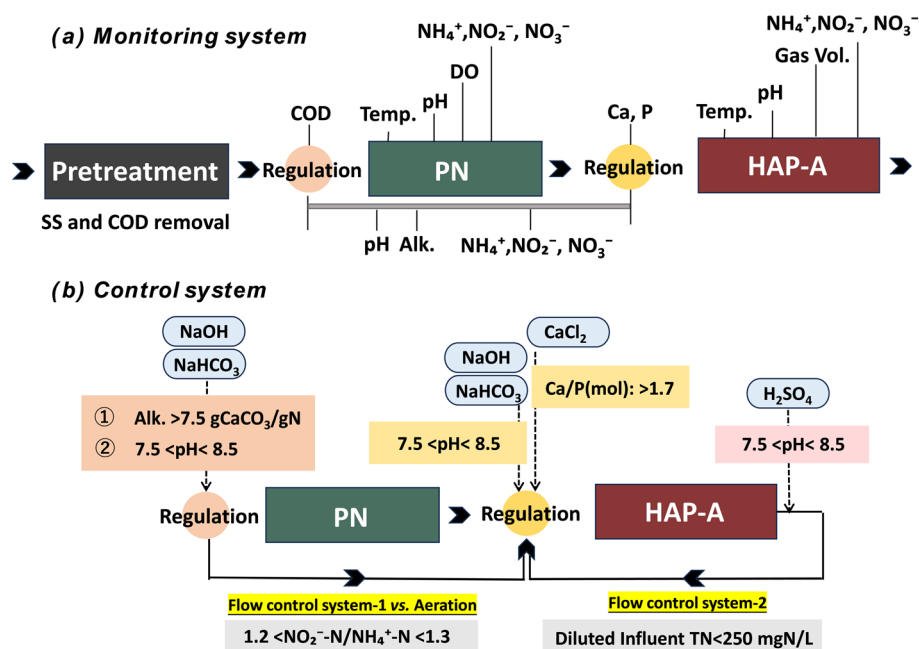 (a) Monitoring system
NH₄⁺,NO₂⁻, NO₃⁻
NH₄⁺,NO₂⁻, NO₃⁻
Gas Vol.
DO
COD
Temp.
pH
Ca, P
Temp.
pH
Pretreatment
Regulation
PN
Regulation
HAP-A
SS and COD removal
pH
Alk.
NH₄⁺,NO₂⁻, NO₃⁻
(b) Control system
NaOH
NaHCO₃
① Alk. >7.5 gCaCO₃/gN
② 7.5 <pH< 8.5
CaCl₂
NaOH
NaHCO₃
Ca/P(mol): >1.7
7.5 <pH< 8.5
H₂SO₄
7.5 <pH< 8.5
Regulation
PN
Regulation
HAP-A
Flow control system-1 vs. Aeration
1.2 <NO₂⁻-N/NH₄⁺-N <1.3
Flow control system-2
Diluted Influent TN<250 mgN/L